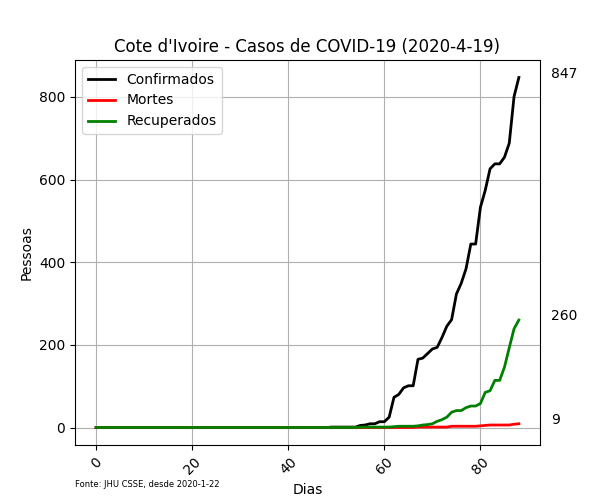 Cote d'Ivoire - Casos de COVID-19 (2020-4-19)
Confirmados
Mortes
Recuperados
847
260
9
Pessoas
800
600
400
200
0
0
20
40
60
80
Dias
Fonte: JHU CSSE, desde 2020-1-22